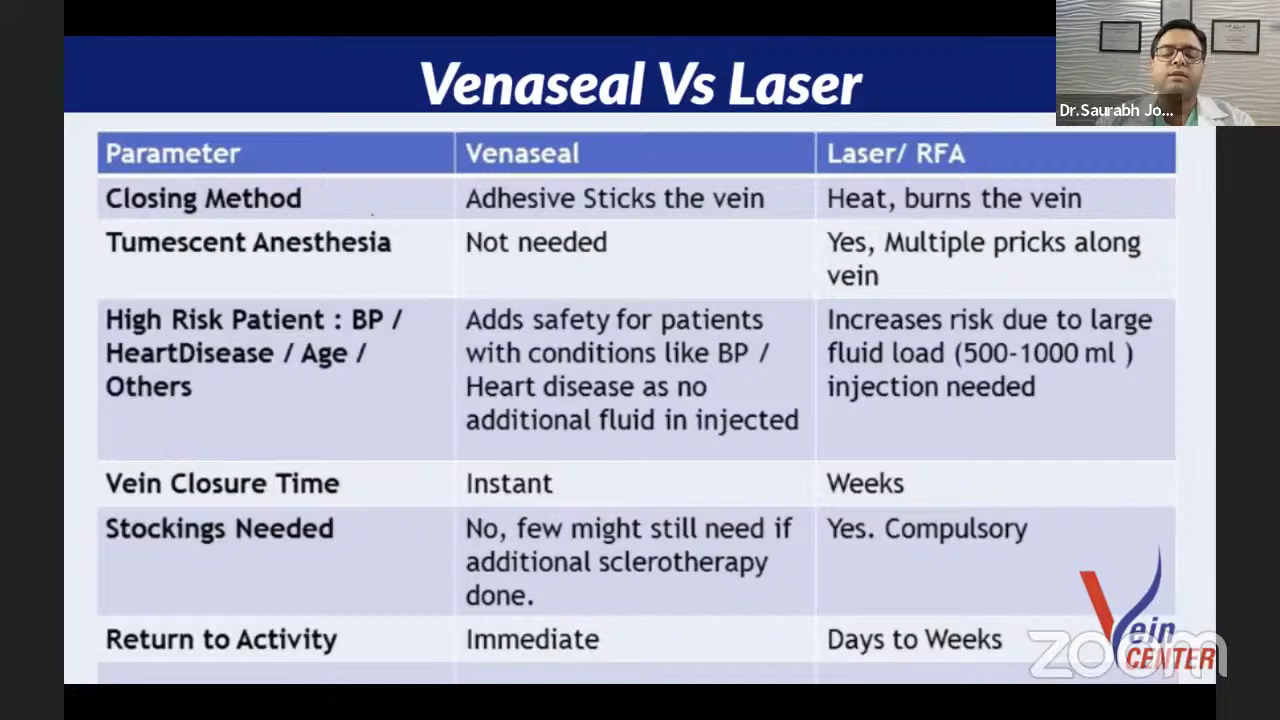 Venaseal Vs Laser
Dr.Saurabh Jo...
Parameter
Venaseal
Laser/ RFA
Closing Method
Adhesive Sticks the vein
Heat, burns the vein
Tumescent Anesthesia
Not needed
Yes, Multiple pricks along
vein
High Risk Patient : BP /
HeartDisease / Age /
Others
Adds safety for patients
with conditions like BP /
Heart disease as no
additional fluid in injected
Increases risk due to large
fluid load (500-1000 ml )
injection needed
Vein Closure Time
Instant
Weeks
Stockings Needed
No, few might still need if
additional sclerotherapy
done.
Yes. Compulsory
Return to Activity
Immediate
Days to Weeks
Vein
CENTER
zoom